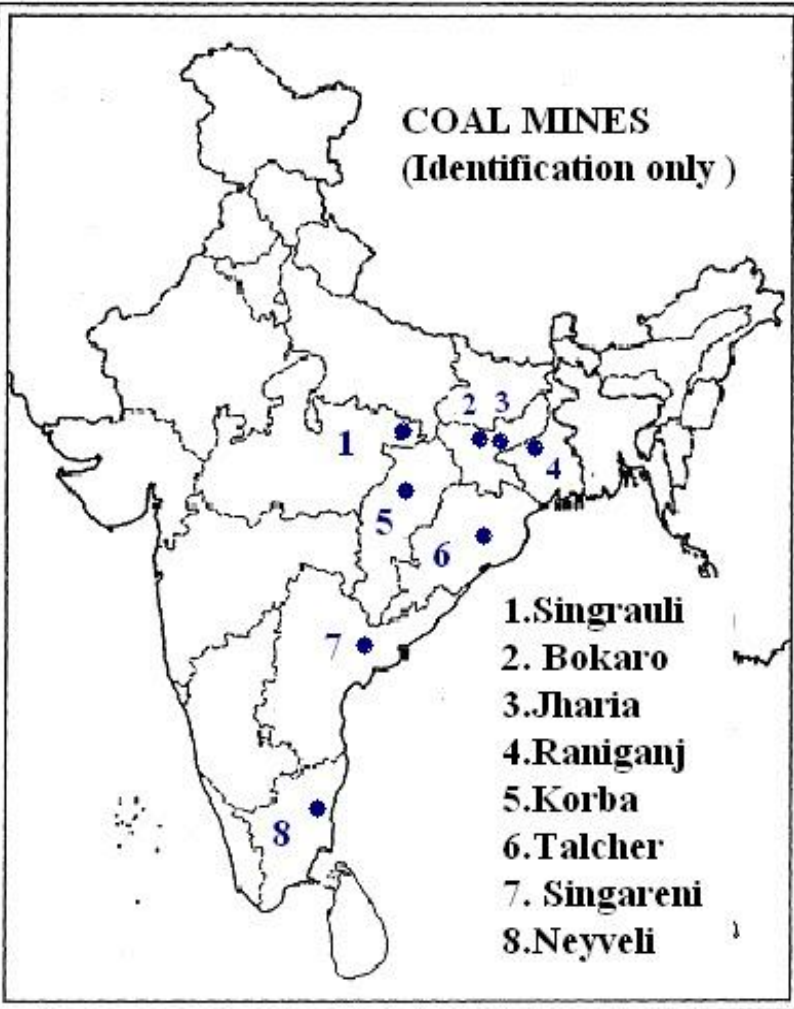 COAL MINES
(Identification only )
2 3
1
4
5
6
7
8
1.Singrauli
2. Bokaro
3.Jharia
4.Raniganj
5.Korba
6.Talcher
7. Singareni
8.Neyveli